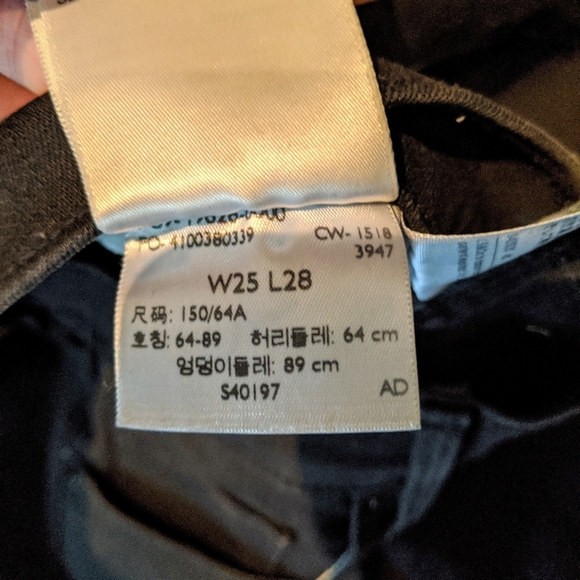 PO- 4100380339 CW- 1518
3947
W25 L28
尺码: 150/64A
호칭: 64-89 허리둘레: 64 cm
엉덩이둘레: 89 cm
S40197 AD